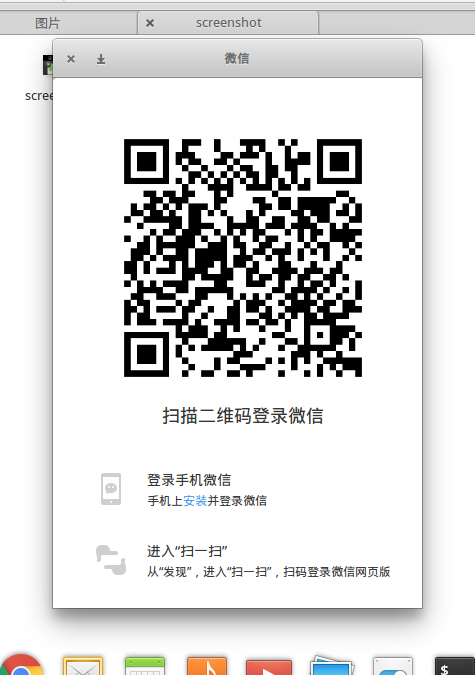 图片
screenshot
scree
微信
扫描二维码登录微信
登录手机微信
手机上安装并登录微信
进入“扫一扫”
从“发现”，进入“扫一扫”，扫码登录微信网页版
$